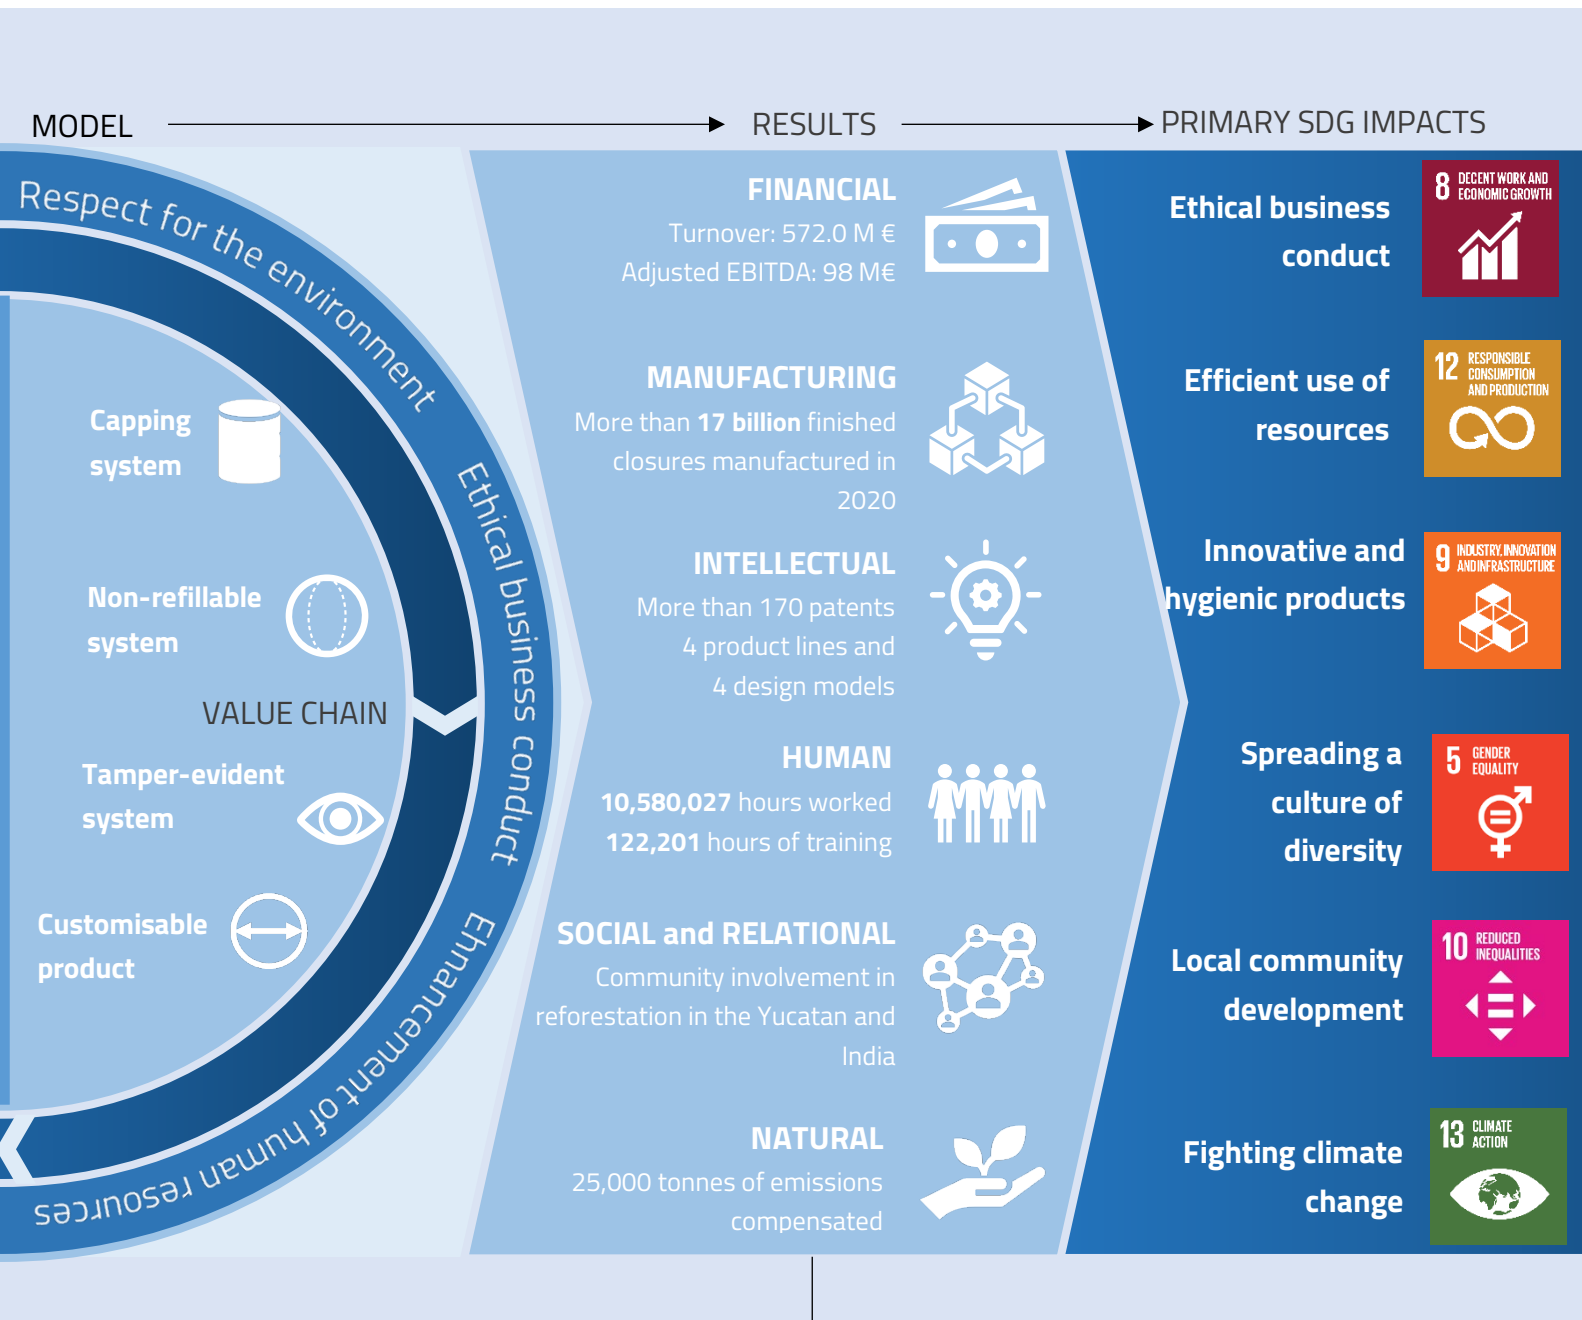 MODEL
RESULTS
PRIMARY SDG IMPACTS
Respect for the environment
Ethical business conduct
Ehnancement of human resources
Capping
system
Non-refillable
system
VALUE CHAIN
Tamper-evident
system
Customisable
product
FINANCIAL
Turnover: 572.0 M €
Adjusted EBITDA: 98 M€
MANUFACTURING
More than 17 billion finished
closures manufactured in
2020
INTELLECTUAL
More than 170 patents
4 product lines and
4 design models
HUMAN
10,580,027 hours worked
122,201 hours of training
SOCIAL and RELATIONAL
Community involvement in
reforestation in the Yucatan and
India
NATURAL
25,000 tonnes of emissions
compensated
Ethical business
conduct
8 DECENT WORK AND
ECONOMIC GROWTH
Efficient use of
resources
12 RESPONSIBLE
CONSUMPTION
AND PRODUCTION
Innovative and
hygienic products
9 INDUSTRY, INNOVATION
AND INFRASTRUCTURE
Spreading a
culture of
diversity
5 GENDER
EQUALITY
Local community
development
10 REDUCED
INEQUALITIES
Fighting climate
change
13 CLIMATE
ACTION